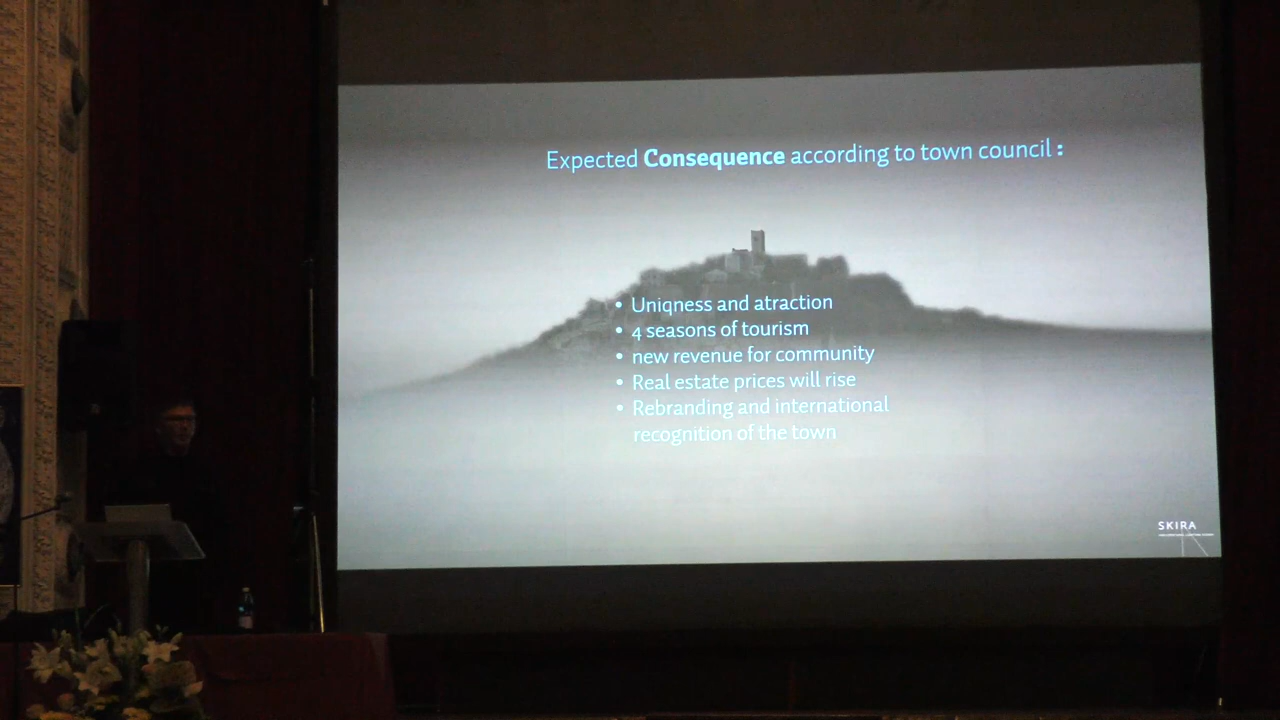 Expected Consequence according to town council :
• Uniqness and atraction
• 4 seasons of tourism
• new revenue for community
• Real estate prices will rise
• Rebranding and international
recognition of the town
SKIRA